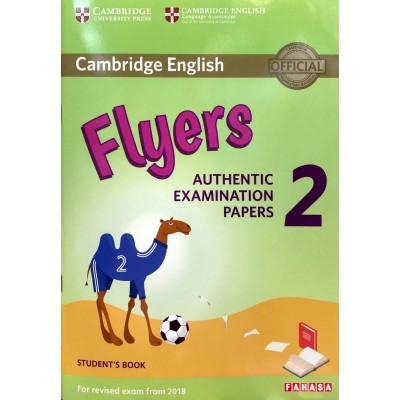 CAMBRIDGE
UNIVERSITY PRESS
CAMBRIDGE ENGLISH
Language Assessment
Cambridge English
OFFICIAL
Flyers
AUTHENTIC
EXAMINATION
PAPERS
2
2
STUDENT'S BOOK
For revised exam from 2018
FAHASA